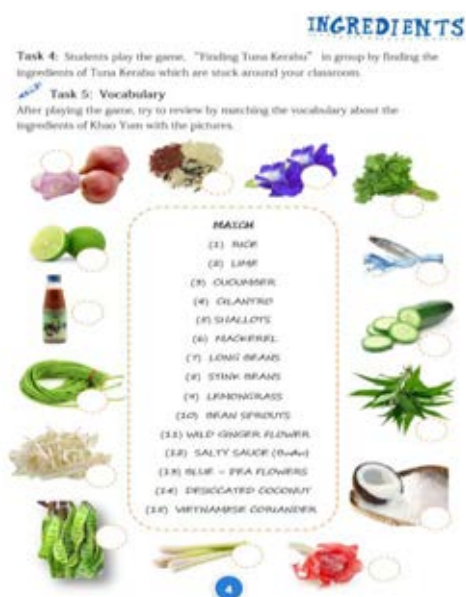 INGREDIENTS
Task 4: Students play the game, "Finding Tuna Kerabu" in group by finding the
ingredients of Tuna Kerabu which are stuck around your classroom.
Task 5: Vocabulary
After playing the game, try to review by matching the vocabulary about the
ingredients of Khao Yum with the pictures.
MATCH
(1) RICE
(2) LIME
(3) CUCUMBER
(4) CILANTRO
(5) SHALLOTS
(6) MACKEREL
(7) LONG BEANS
(8) STINK BEANS
(9) LEMONGRASS
(10) BEAN SPROUTS
(11) WILD GINGER FLOWER
(12) SALTY SAUCE
(13) BLUE - PEA FLOWERS
(14) DESICCATED COCONUT
(15) VIETNAMESE CORIANDER
4